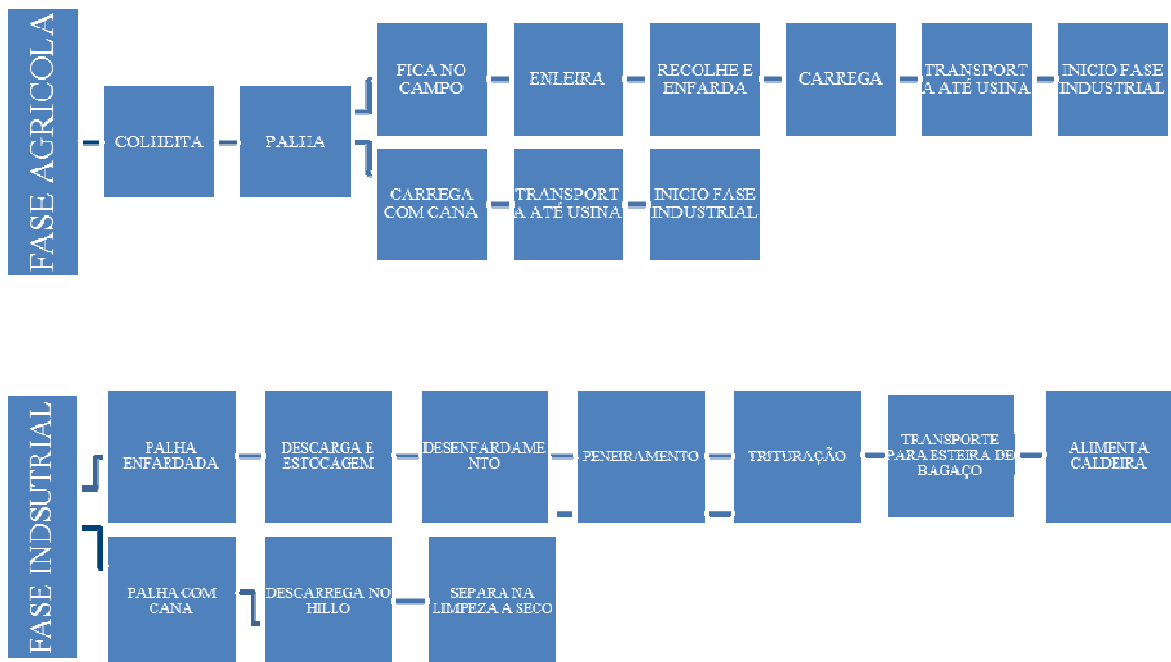 FASE AGRICOLA
COLHEITA
PALHA
FICA NO
CAMPO
ENLEIRA
RECOLHE E
ENFARDA
CARREGA
TRANSPORT
A ATÉ USINA
INICIO FASE
INDUSTRIAL
CARREGA
COM CANA
TRANSPORT
A ATÉ USINA
INICIO FASE
INDUSTRIAL
FASE INDSUTRIAL
PALHA
ENFARDADA
DESCARGA E
ESTOCAGEM
DESENFARDAME
NTO
PENEIRAMENTO
TRITURAÇÃO
TRANSPORTE
PARA ESTEIRA DE
BAGAÇO
ALIMENTA
CALDEIRA
PALHA COM
CANA
DESCARREGA NO
HILLO
SEPARA NA
LIMPEZA A SECO